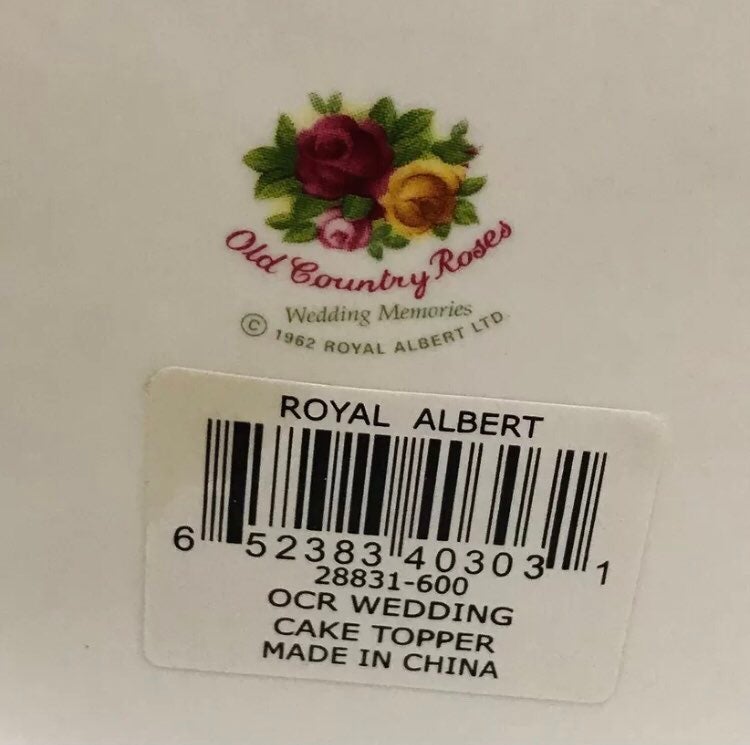 Old Country Roses
Wedding Memories
© 1962 ROYAL ALBERT LTD
ROYAL ALBERT
6 52383 40303 1
28831-600
OCR WEDDING
CAKE TOPPER
MADE IN CHINA